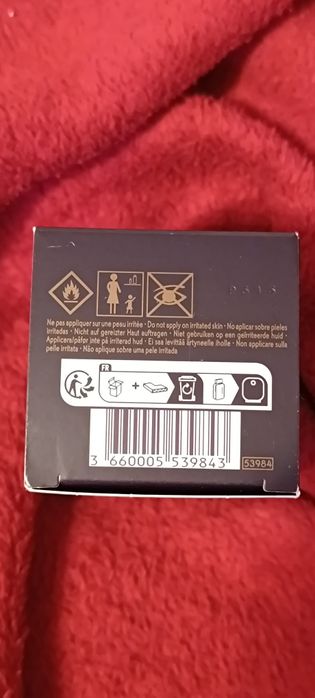 Ne pas appliquer sur une peau irritée • Do not apply on irritated skin • No aplicar sobre pieles
irritadas • Nicht auf gereizter Haut auftragen • Niet gebruiken op een geïrriteerde huid •
Applicera/påfør inte på irriterad hud • Ei saa levittää ärtyneelle iholle • Non applicare sulla
pelle irritata • Não aplique sobre uma pele irritada
FR
+
3 660005 539843
53984